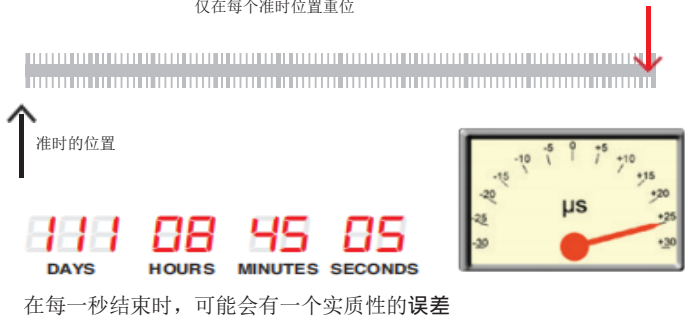 仅在每个准时位置重位
准时的位置
-30 -25 -20 -15 -10 -5 0 +5 +10 +15 +20 +25 +30
μs
111 08 45 05
DAYS HOURS MINUTES SECONDS
在每一秒结束时，可能会有一个实质性的误差